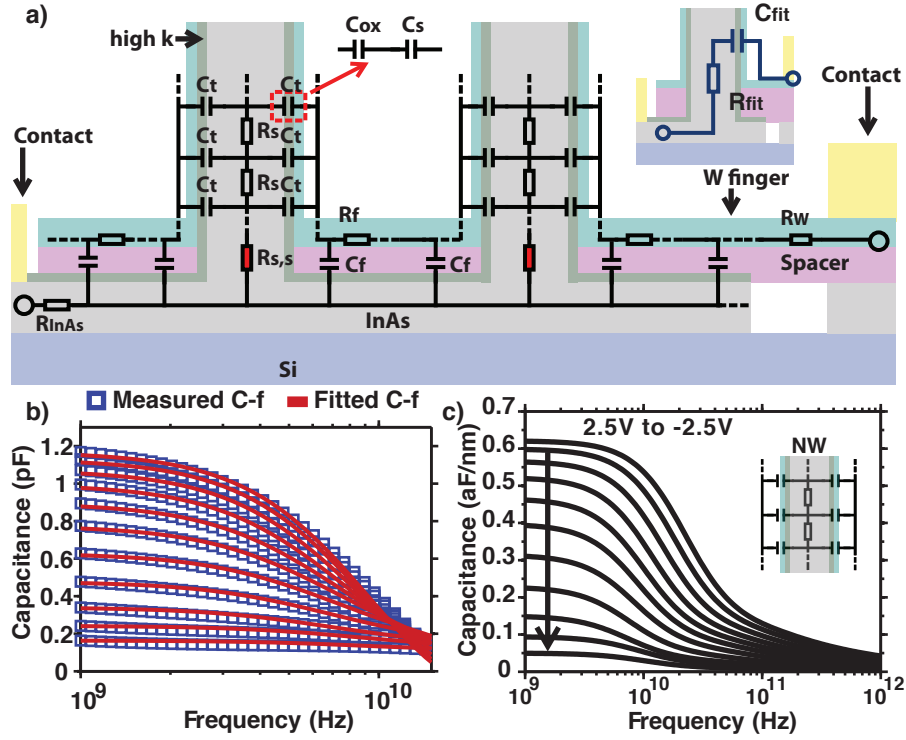 a)
high k
Cox Cs
Cfit
Rfit
Contact
Contact
Ct Ct
Rs
Ct Ct
Rs
Ct Ct
W finger
Rf
Rw
Rs,s
Cf
Cf
Spacer
RInAs
InAs
Si
b)
Measured C-f
Fitted C-f
Capacitance (pF)
1.2
1
0.8
0.6
0.4
0.2
0
10^9
10^10
Frequency (Hz)
c)
2.5V to -2.5V
NW
Capacitance (aF/nm)
0.7
0.6
0.5
0.4
0.3
0.2
0.1
0
10^9
10^10
10^11
10^12
Frequency (Hz)